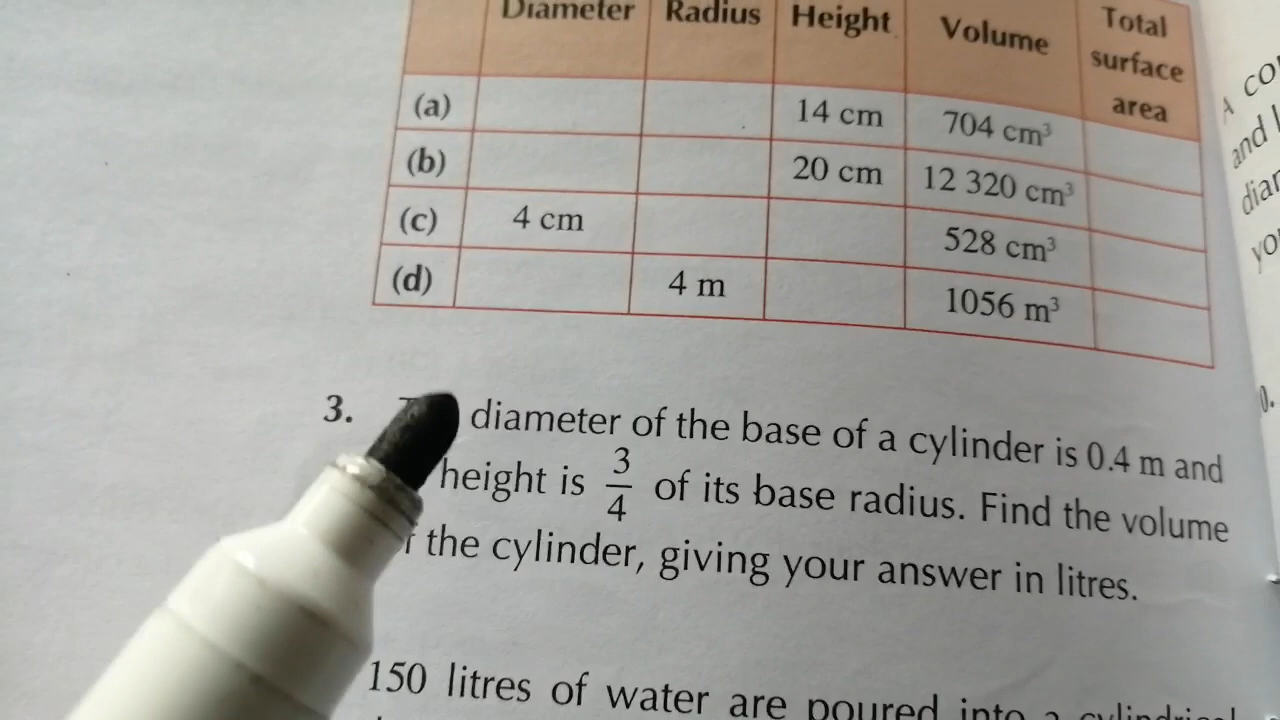 Diameter Radius Height Volume Total surface area
(a) 14 cm 704 cm³
(b) 20 cm 12 320 cm³
(c) 4 cm 528 cm³
(d) 4 m 1056 m³
3. diameter of the base of a cylinder is 0.4 m and
height is 3/4 of its base radius. Find the volume
the cylinder, giving your answer in litres.
150 litres of water are poured into a cylindrical
A
and